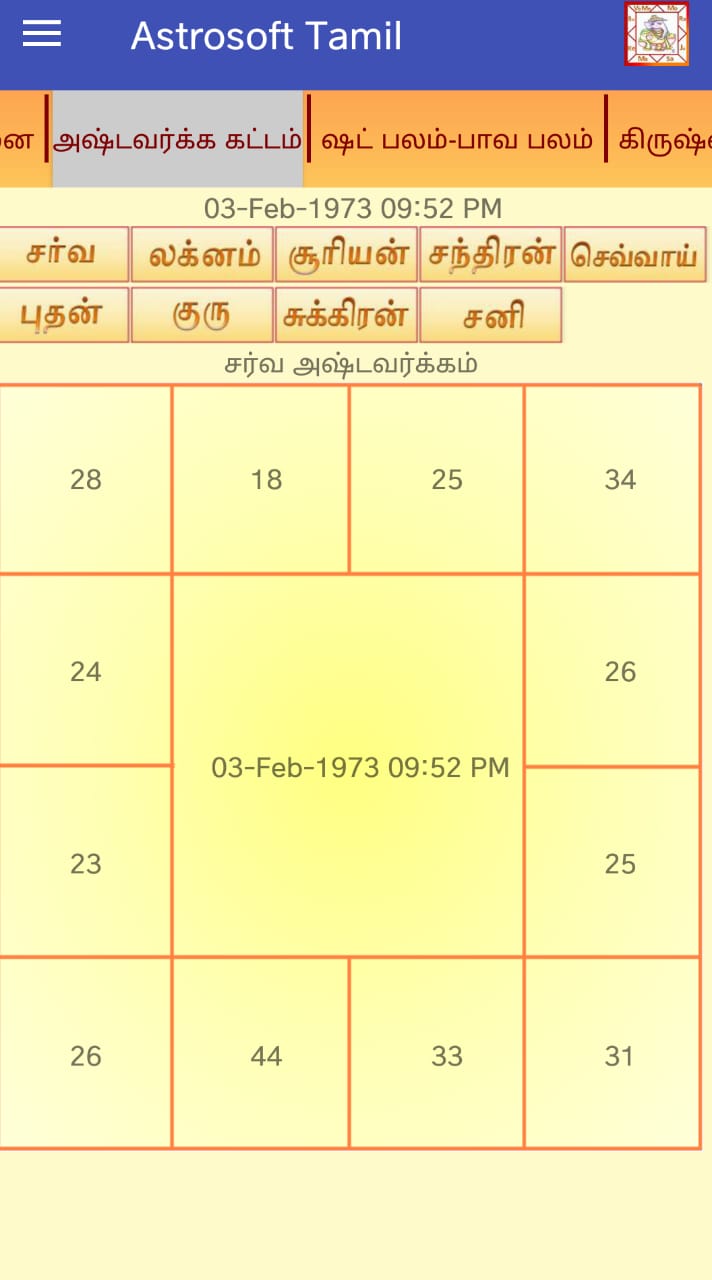 Astrosoft Tamil
அஷ்டவர்க்க கட்டம் ஷட் பலம்-பாவ பலம்
03-Feb-1973 09:52 PM
சர்வ லக்னம் சூரியன் சந்திரன் செவ்வாய்
புதன் குரு சுக்கிரன் சனி
சர்வ அஷ்டவர்க்கம்
28 18 25 34
24 26
03-Feb-1973 09:52 PM
23 25
26 44 33 31